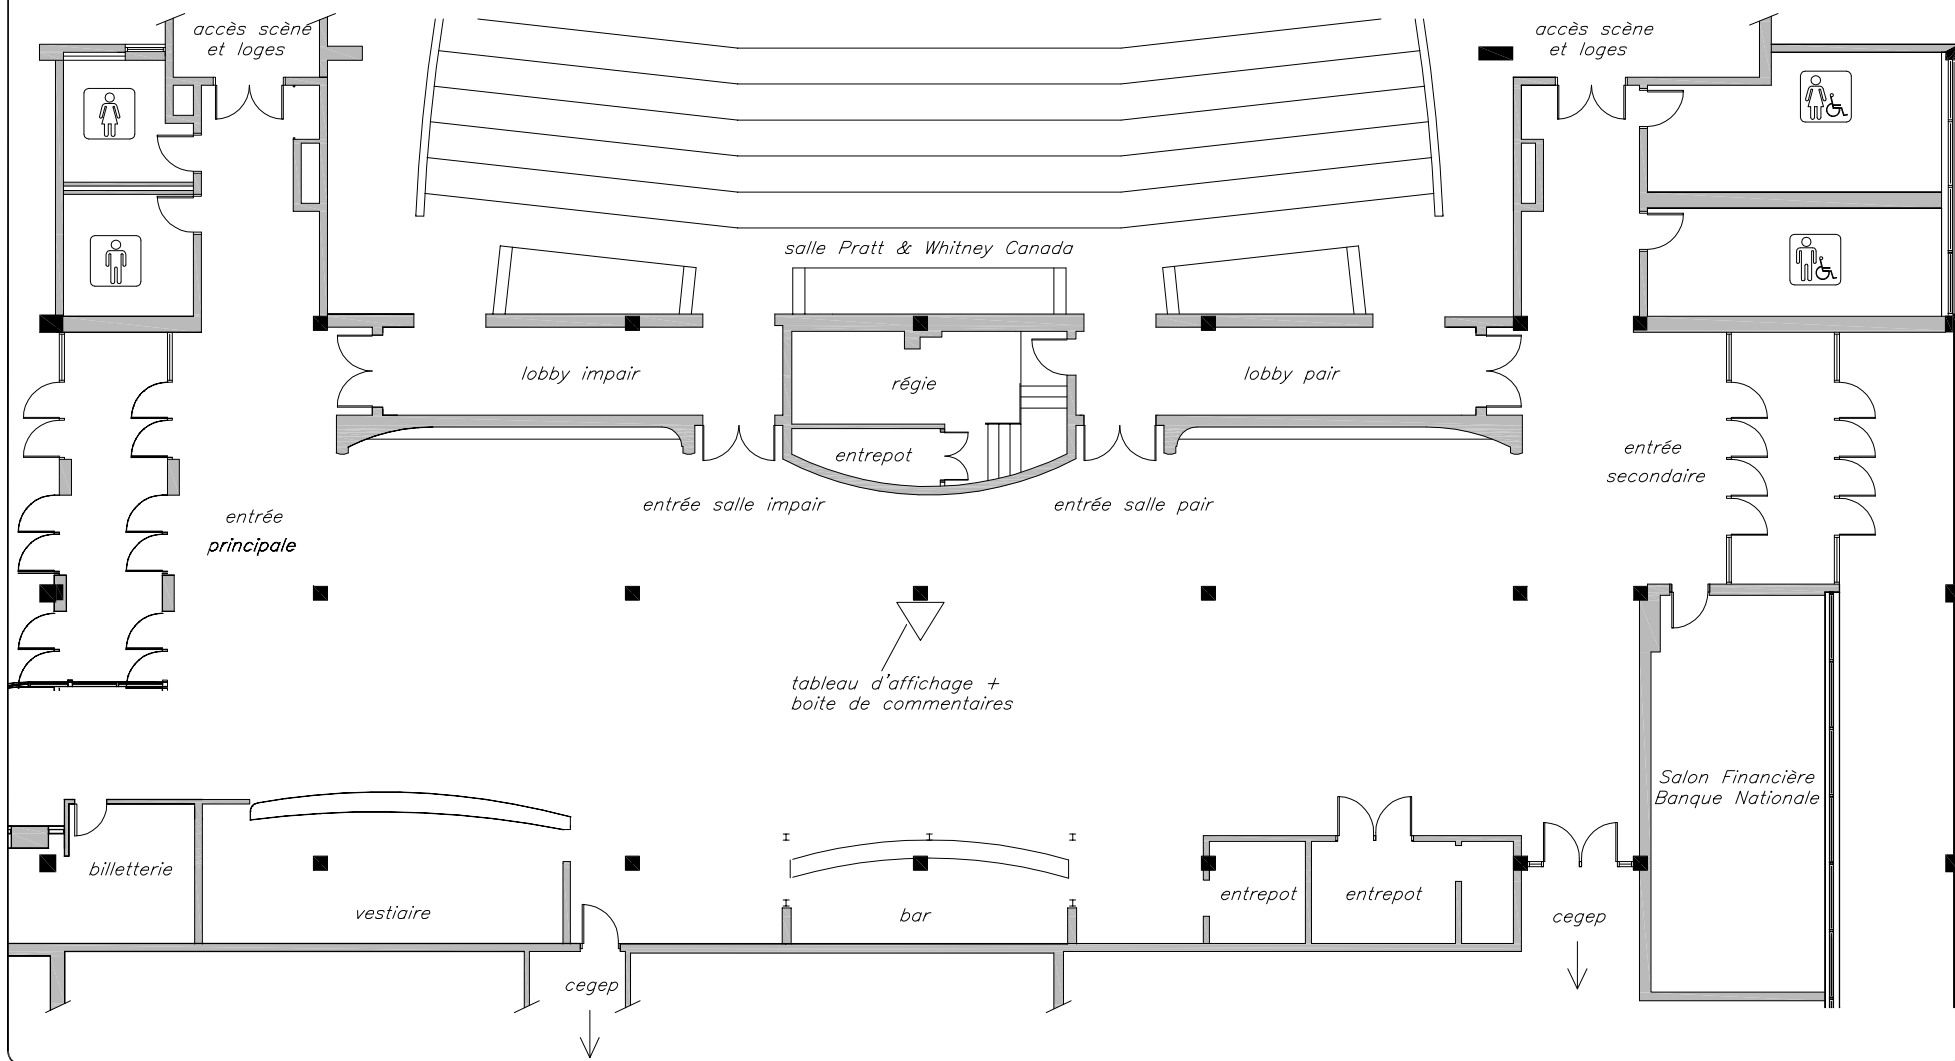 accès scène
et loges
accès scène
et loges
salle Pratt & Whitney Canada
lobby impair
régie
lobby pair
entrepot
entrée
secondaire
entrée salle impair
entrée salle pair
entrée
principale
tableau d'affichage +
boite de commentaires
Salon Financière
Banque Nationale
billetterie
vestiaire
bar
entrepot
entrepot
cegep
cegep